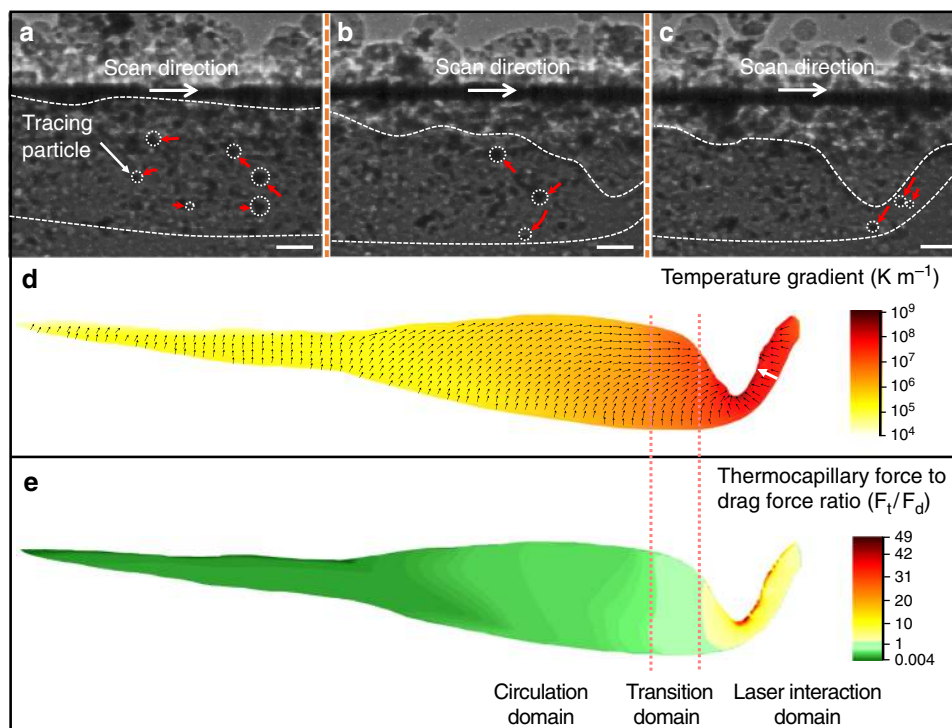 a
b
c
Scan direction
Scan direction
Scan direction
Tracing
particle
d
Temperature gradient (K m⁻¹)
10⁹
10⁸
10⁷
10⁶
10⁵
10⁴
e
Thermocapillary force to
drag force ratio (Fₜ/F_d)
49
42
31
20
10
1
0.004
Circulation
domain
Transition
domain
Laser interaction
domain